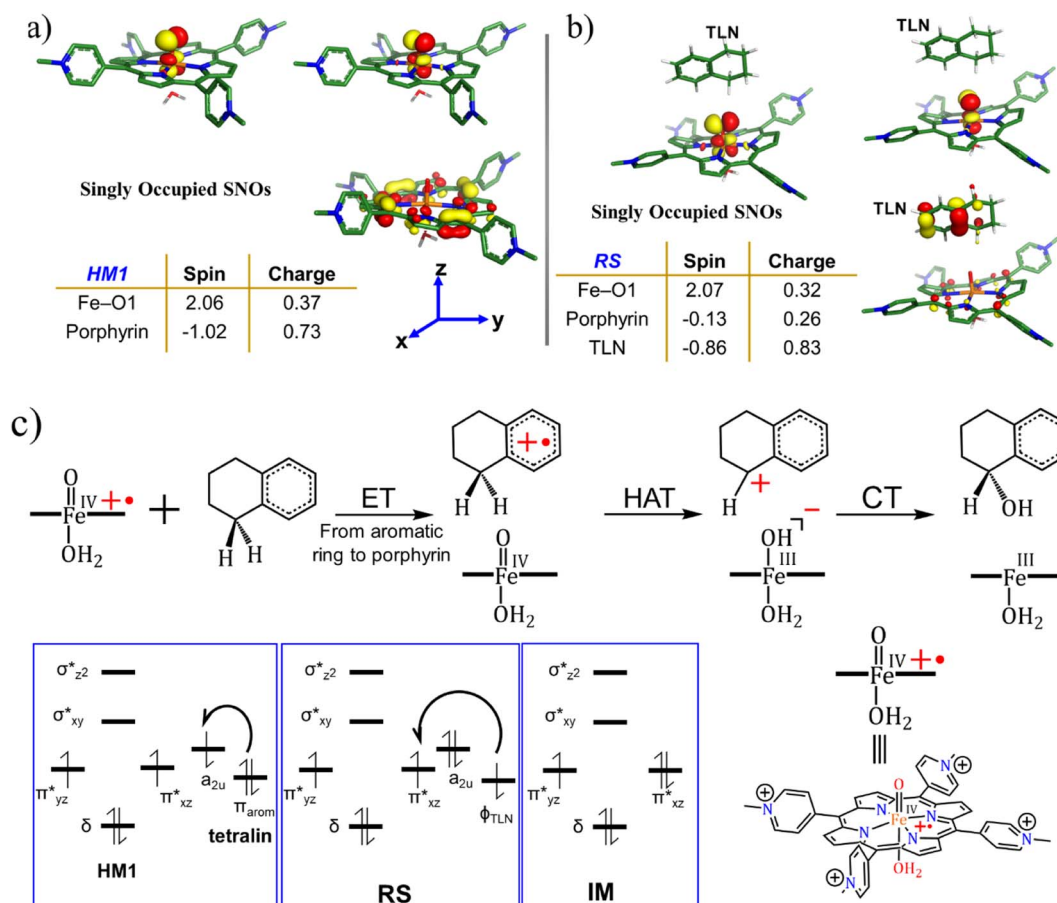 a)
Singly Occupied SNOs
HM1 Spin Charge
Fe–O1 2.06 0.37
Porphyrin -1.02 0.73
z
y
x
b)
TLN
TLN
Singly Occupied SNOs
TLN
RS Spin Charge
Fe–O1 2.07 0.32
Porphyrin -0.13 0.26
TLN -0.86 0.83
c)
O
IV
Fe
+•
OH2
+
H H
ET
From aromatic
ring to porphyrin
+•
H H
O
IV
Fe
OH2
HAT
+
H
−
OH
III
Fe
OH2
CT
H OH
III
Fe
OH2
σ*z2
σ*xy
π*yz
π*xz
a2u
πarom
tetralin
δ
HM1
σ*z2
σ*xy
π*yz
π*xz
a2u
ϕTLN
δ
RS
σ*z2
σ*xy
π*yz
π*xz
δ
IM
O
IV
Fe
+•
OH2
N +
N +
O
IV
N Fe N
N +• N
OH2
+ N
N +